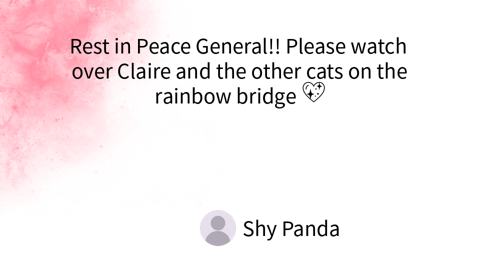 Rest in Peace General!! Please watch
over Claire and the other cats on the
rainbow bridge 💖
Shy Panda